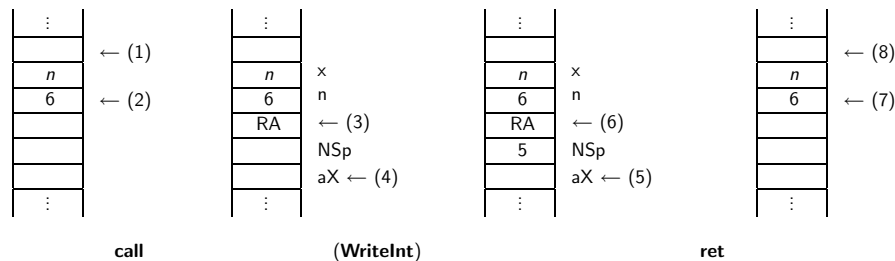 ⋮ ⋮ ⋮ ⋮
← (1) ← (8)
n n x n x n
6 ← (2) 6 n 6 n 6 ← (7)
RA ← (3) RA ← (6)
NSp 5 NSp
aX ← (4) aX ← (5)
⋮ ⋮ ⋮ ⋮
call (WriteInt) ret